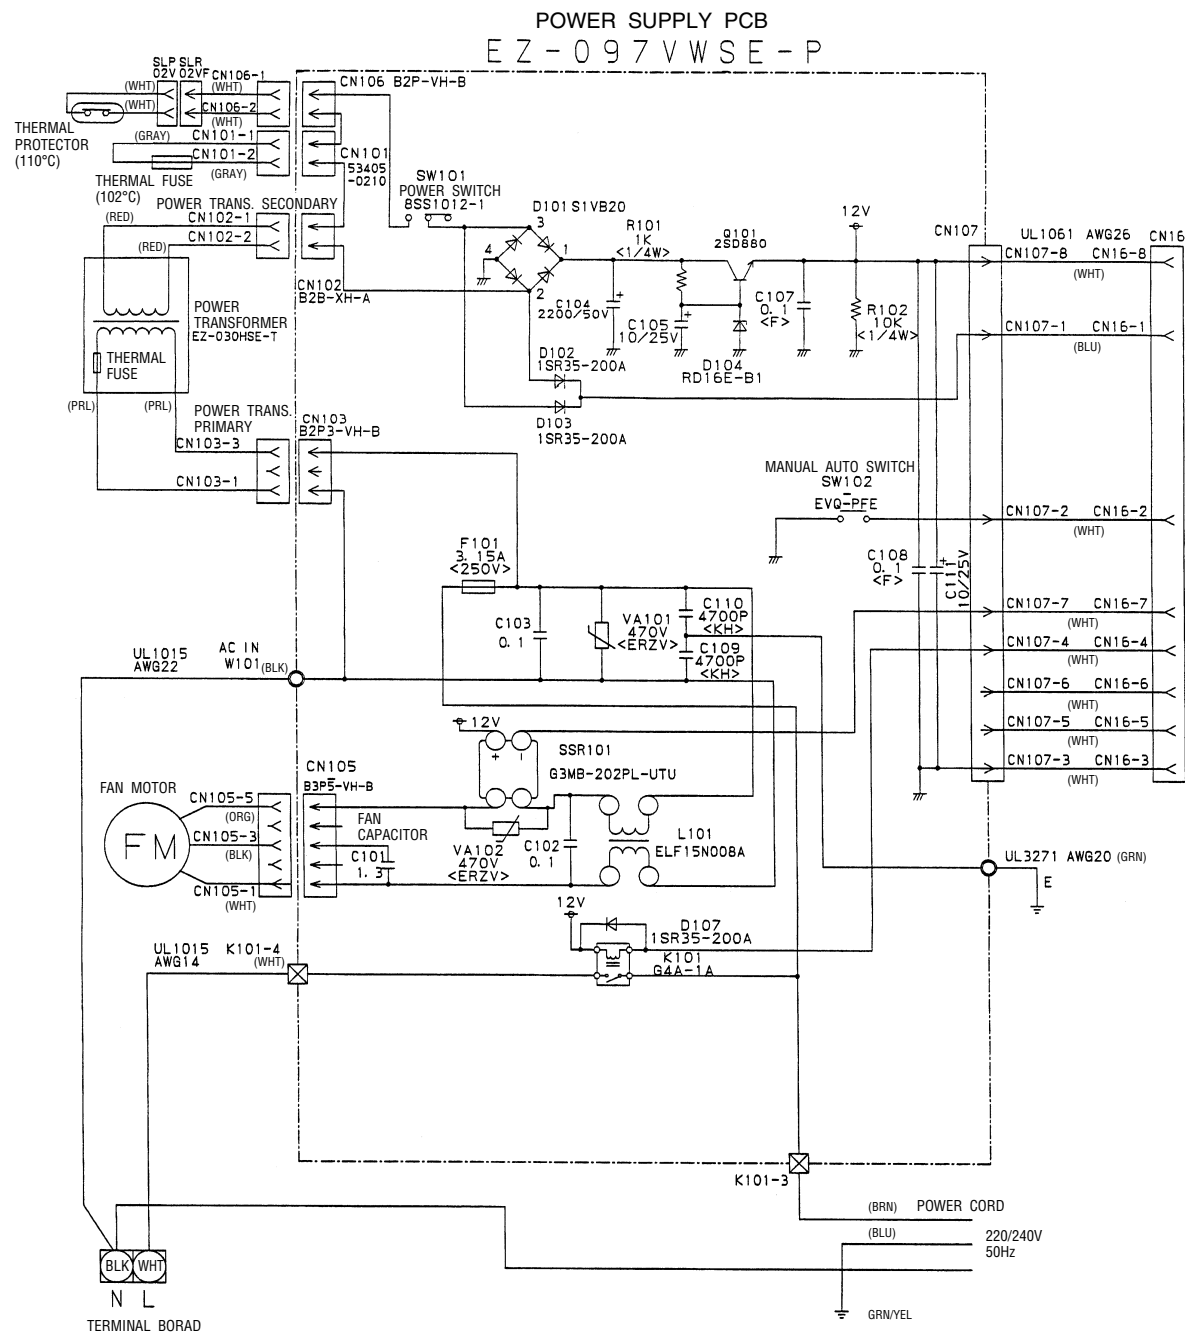 POWER SUPPLY PCB
EZ-097VWSE-P
SLP SLR
02V 02VF
CN106-1
(WHT) (WHT)
CN106 B2P-VH-B
(WHT)
CN106-2
(WHT)
THERMAL
PROTECTOR
(110°C)
(GRAY) CN101-1
CN101-2
(GRAY)
CN101
53405
-0210
THERMAL FUSE
(102°C)
SW101
POWER SWITCH
8SS1012-1
POWER TRANS. SECONDARY
(RED) CN102-1
(RED) CN102-2
CN102
B2B-XH-A
D101 S1VB20
3
4
1
2
R101
1K
<1/4W>
Q101
2SD880
12V
CN107
UL1061 AWG26
CN16
CN107-8 CN16-8
(WHT)
C104
2200/50V
C105
10/25V
C107
0.1
<F>
R102
10K
<1/4W>
CN107-1 CN16-1
(BLU)
POWER
TRANSFORMER
EZ-030HSE-T
THERMAL
FUSE
D102
1SR35-200A
D104
RD16E-B1
D103
1SR35-200A
(PRL) (PRL)
POWER TRANS.
PRIMARY
CN103
B2P3-VH-B
CN103-3
CN103-1
MANUAL AUTO SWITCH
SW102
EVQ-PFE
CN107-2 CN16-2
(WHT)
F101
3.15A
<250V>
C108
0.1
<F>
C111
10/25V
C103
0.1
VA101
470V
<ERZV>
C110
4700P
<KH>
C109
4700P
<KH>
CN107-7 CN16-7
(WHT)
CN107-4 CN16-4
(WHT)
CN107-6 CN16-6
(WHT)
CN107-5 CN16-5
(WHT)
CN107-3 CN16-3
(WHT)
UL1015
AWG22
AC IN
W101 (BLK)
12V
SSR101
+ -
G3MB-202PL-UTU
CN105
B3P5-VH-B
FAN MOTOR
FM
CN105-5
(ORG)
CN105-3
(BLK)
CN105-1
(WHT)
FAN
CAPACITOR
C101
1.3
VA102
470V
<ERZV>
C102
0.1
L101
ELF15N008A
UL3271 AWG20 (GRN)
E
12V
D107
1SR35-200A
K101
G4A-1A
UL1015 K101-4
AWG14 (WHT)
K101-3
(BRN) POWER CORD
(BLU)
220/240V
50Hz
GRN/YEL
BLK WHT
N L
TERMINAL BORAD